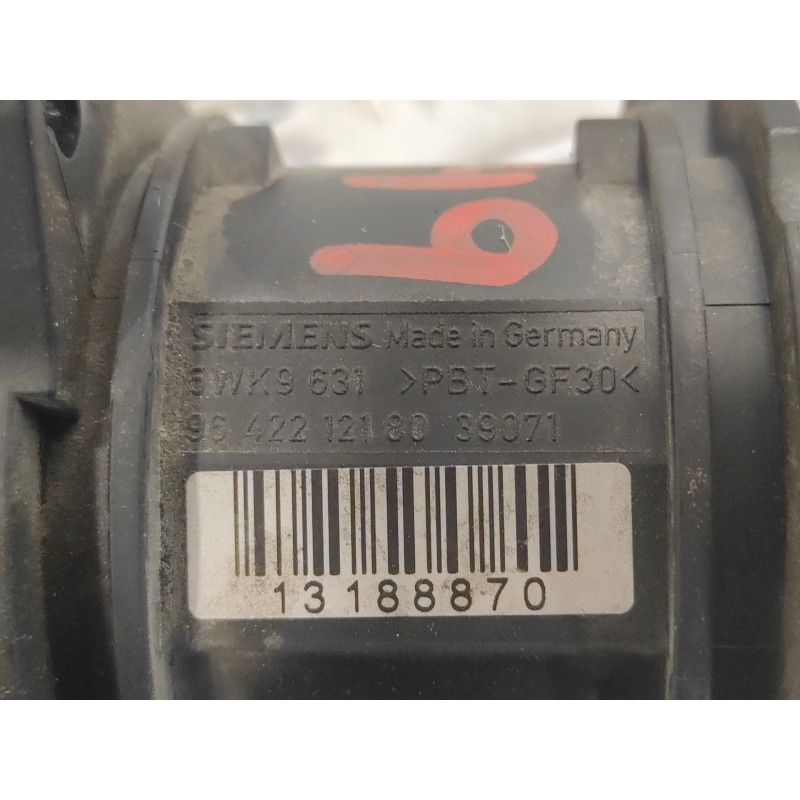 SIEMENS Made in Germany
5WK9 631 >PBT-GF30<
96 422 121 80 39071
13188870